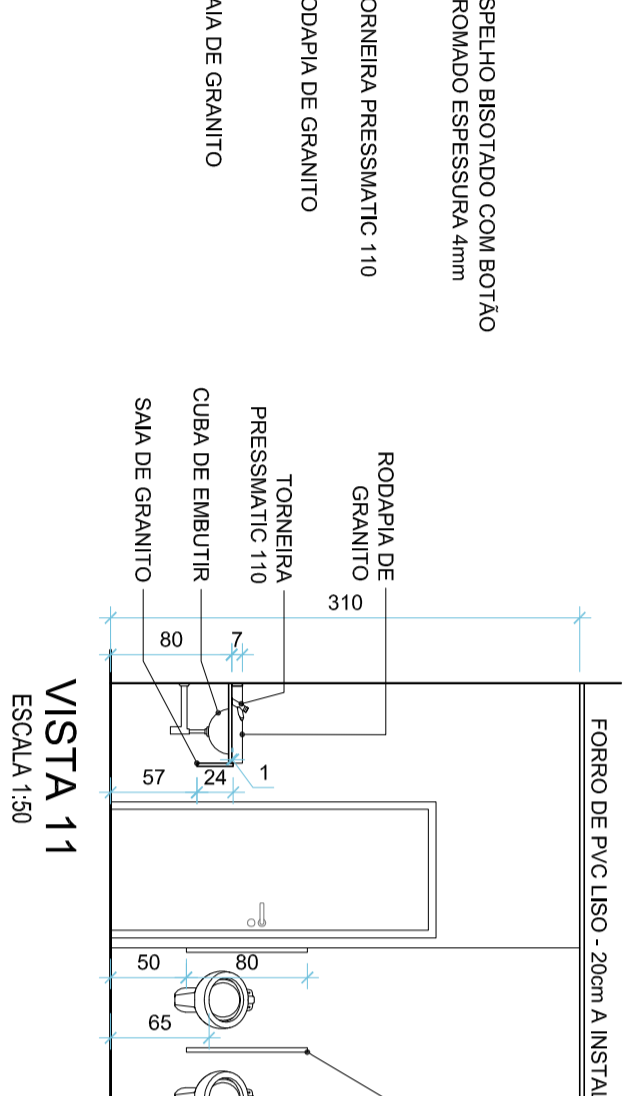 SPELHO BISOTADO COM BOTÃO
ROMADO ESPESSURA 4mm
ORNEIRA PRESSMATIC 110
ODAPIA DE GRANITO
AIA DE GRANITO
FORRO DE PVC LISO - 20cm A INSTAL
RODAPIA DE
GRANITO
TORNEIRA
PRESSMATIC 110
CUBA DE EMBUTIR
SAIA DE GRANITO
310
7
80
1
24
57
80
50
65
VISTA 11
ESCALA 1:50